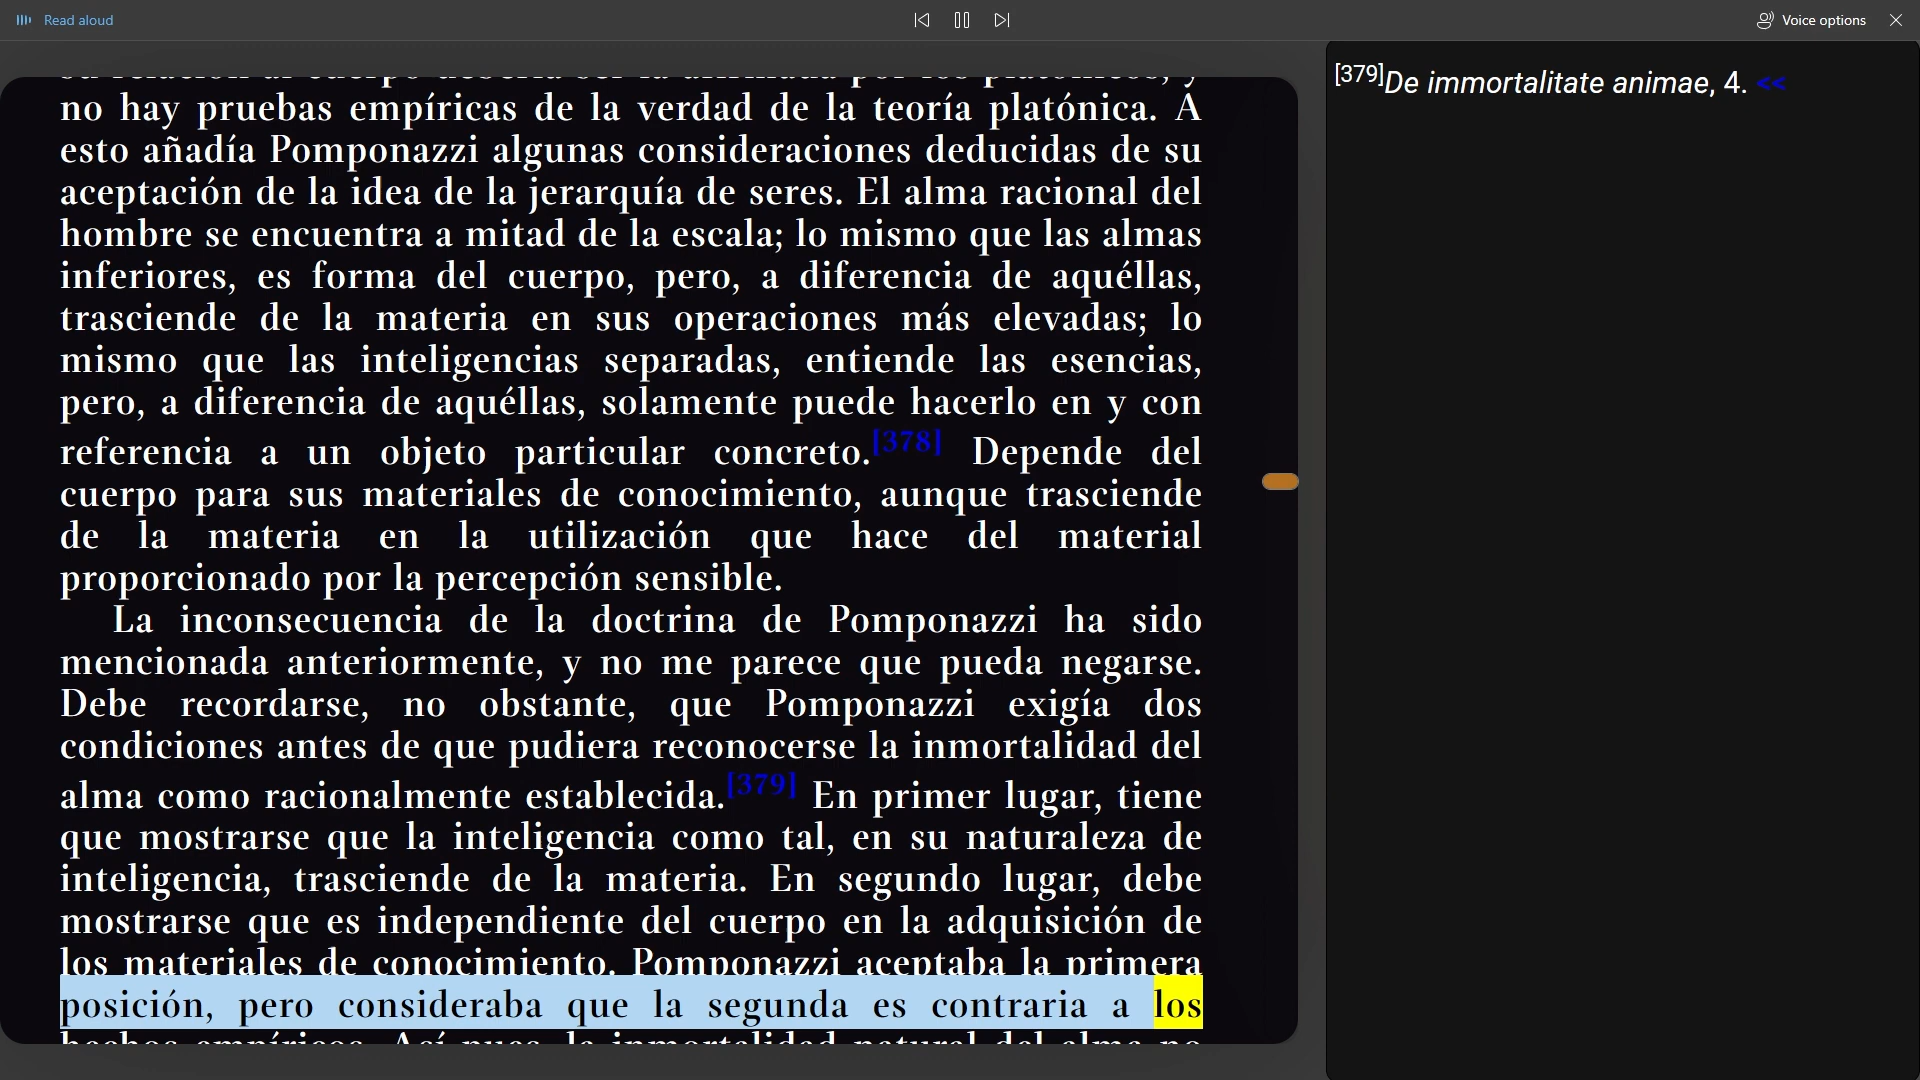 Read aloud
Voice options
no hay pruebas empíricas de la verdad de la teoría platónica. A
esto añadía Pomponazzi algunas consideraciones deducidas de su
aceptación de la idea de la jerarquía de seres. El alma racional del
hombre se encuentra a mitad de la escala; lo mismo que las almas
inferiores, es forma del cuerpo, pero, a diferencia de aquéllas,
trasciende de la materia en sus operaciones más elevadas; lo
mismo que las inteligencias separadas, entiende las esencias,
pero, a diferencia de aquéllas, solamente puede hacerlo en y con
referencia a un objeto particular concreto.[378] Depende del
cuerpo para sus materiales de conocimiento, aunque trasciende
de la materia en la utilización que hace del material
proporcionado por la percepción sensible.
La inconsecuencia de la doctrina de Pomponazzi ha sido
mencionada anteriormente, y no me parece que pueda negarse.
Debe recordarse, no obstante, que Pomponazzi exigía dos
condiciones antes de que pudiera reconocerse la inmortalidad del
alma como racionalmente establecida.[379] En primer lugar, tiene
que mostrarse que la inteligencia como tal, en su naturaleza de
inteligencia, trasciende de la materia. En segundo lugar, debe
mostrarse que es independiente del cuerpo en la adquisición de
los materiales de conocimiento. Pomponazzi aceptaba la primera
posición, pero consideraba que la segunda es contraria a los
hechos empíricos. Así pues, la inmortalidad natural del alma no
[379]De immortalitate animae, 4. <<